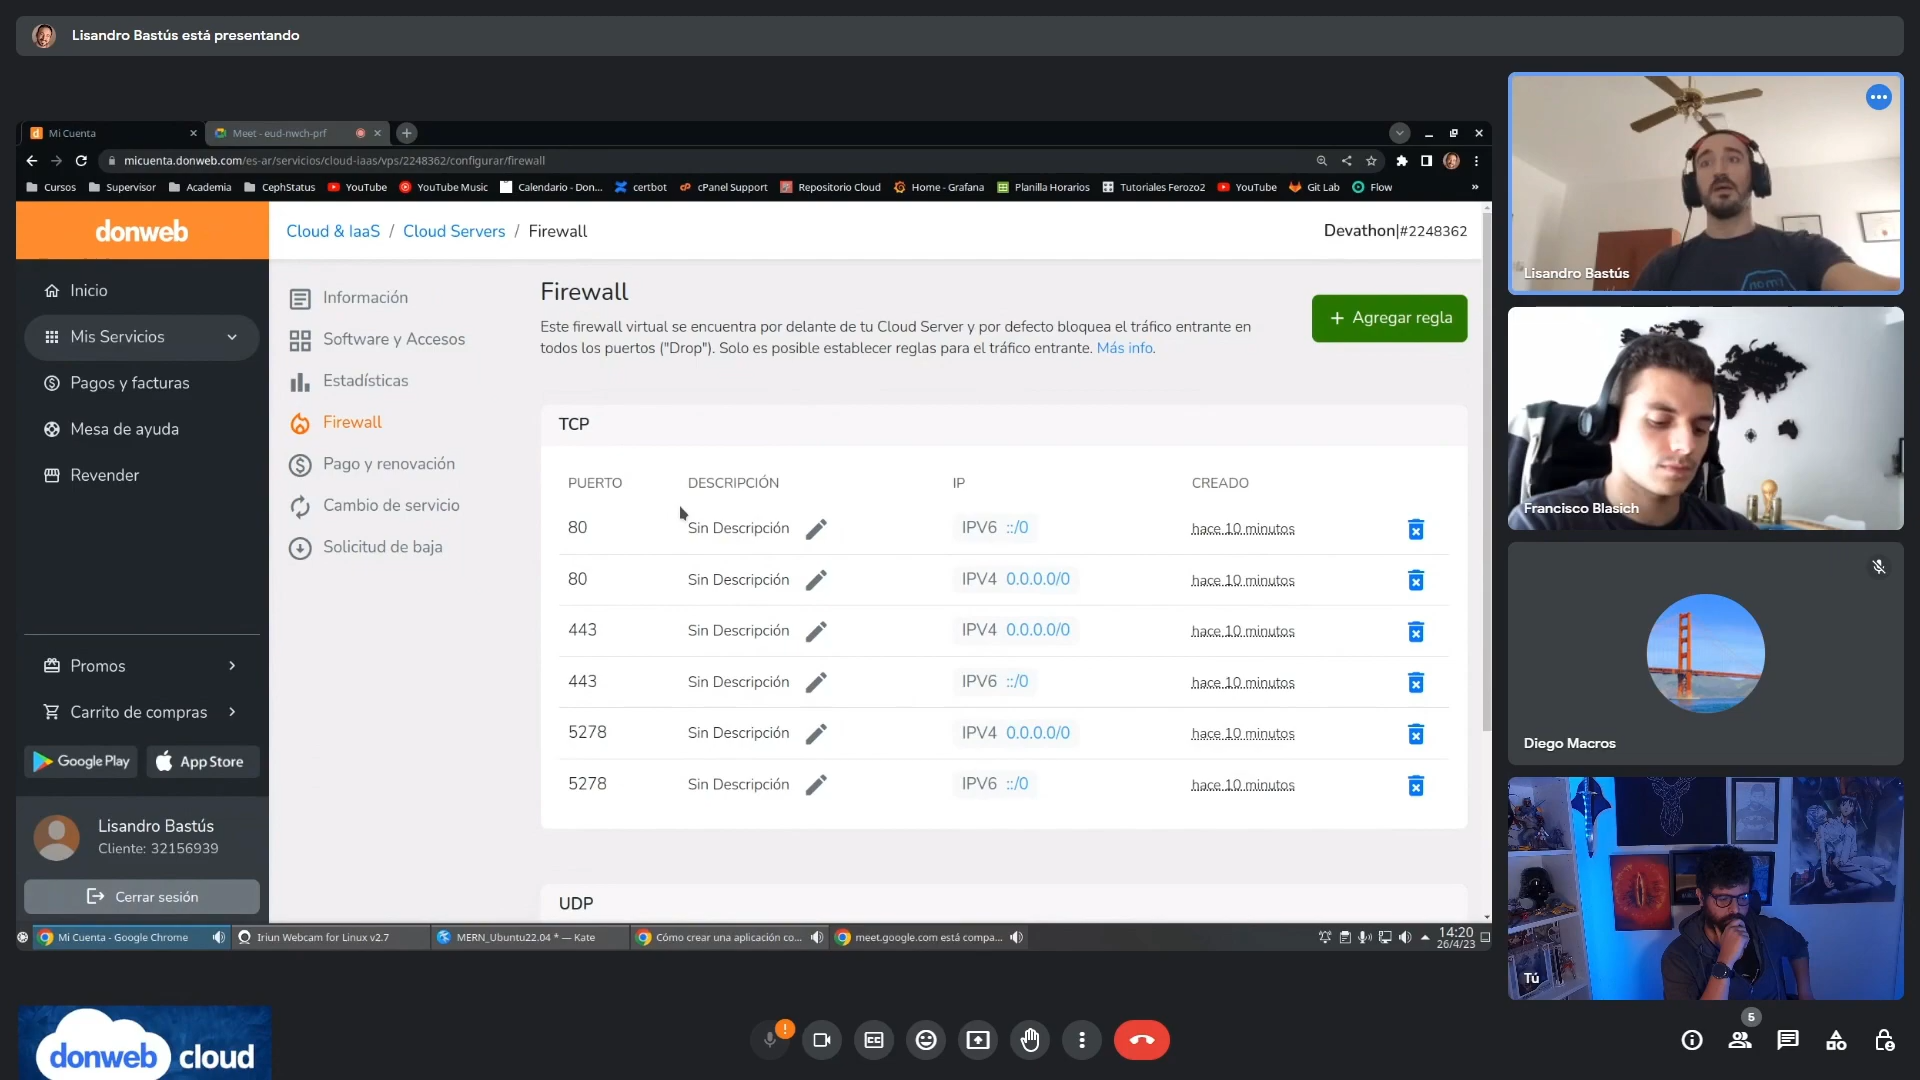 Lisandro Bastús está presentando
Mi Cuenta
Meet - eud-nwch-prf
micuenta.donweb.com/es-ar/servicios/cloud-iaas/vps/2248362/configurar/firewall
Cursos Supervisor Academia CephStatus YouTube YouTube Music Calendario - Don... certbot cPanel Support Repositorio Cloud Home - Grafana Planilla Horarios Tutoriales Ferozo2 YouTube Git Lab Flow »
donweb
Cloud & IaaS / Cloud Servers / Firewall
Devathon|#2248362
Inicio
Mis Servicios
Pagos y facturas
Mesa de ayuda
Revender
Promos
Carrito de compras
Google Play
App Store
Lisandro Bastús
Cliente: 32156939
Cerrar sesión
Información
Software y Accesos
Estadísticas
Firewall
Pago y renovación
Cambio de servicio
Solicitud de baja
Firewall
Este firewall virtual se encuentra por delante de tu Cloud Server y por defecto bloquea el tráfico entrante en
todos los puertos ("Drop"). Solo es posible establecer reglas para el tráfico entrante. Más info.
+ Agregar regla
TCP
PUERTO DESCRIPCIÓN IP CREADO
80 Sin Descripción IPV6 ::/0 hace 10 minutos
80 Sin Descripción IPV4 0.0.0.0/0 hace 10 minutos
443 Sin Descripción IPV4 0.0.0.0/0 hace 10 minutos
443 Sin Descripción IPV6 ::/0 hace 10 minutos
5278 Sin Descripción IPV4 0.0.0.0/0 hace 10 minutos
5278 Sin Descripción IPV6 ::/0 hace 10 minutos
UDP
Mi Cuenta - Google Chrome
Iriun Webcam for Linux v2.7
MERN_Ubuntu22.04 * — Kate
Cómo crear una aplicación co...
meet.google.com está compa...
14:20
26/4/23
Lisandro Bastús
Francisco Blasich
Diego Macros
Tú
donweb cloud
5